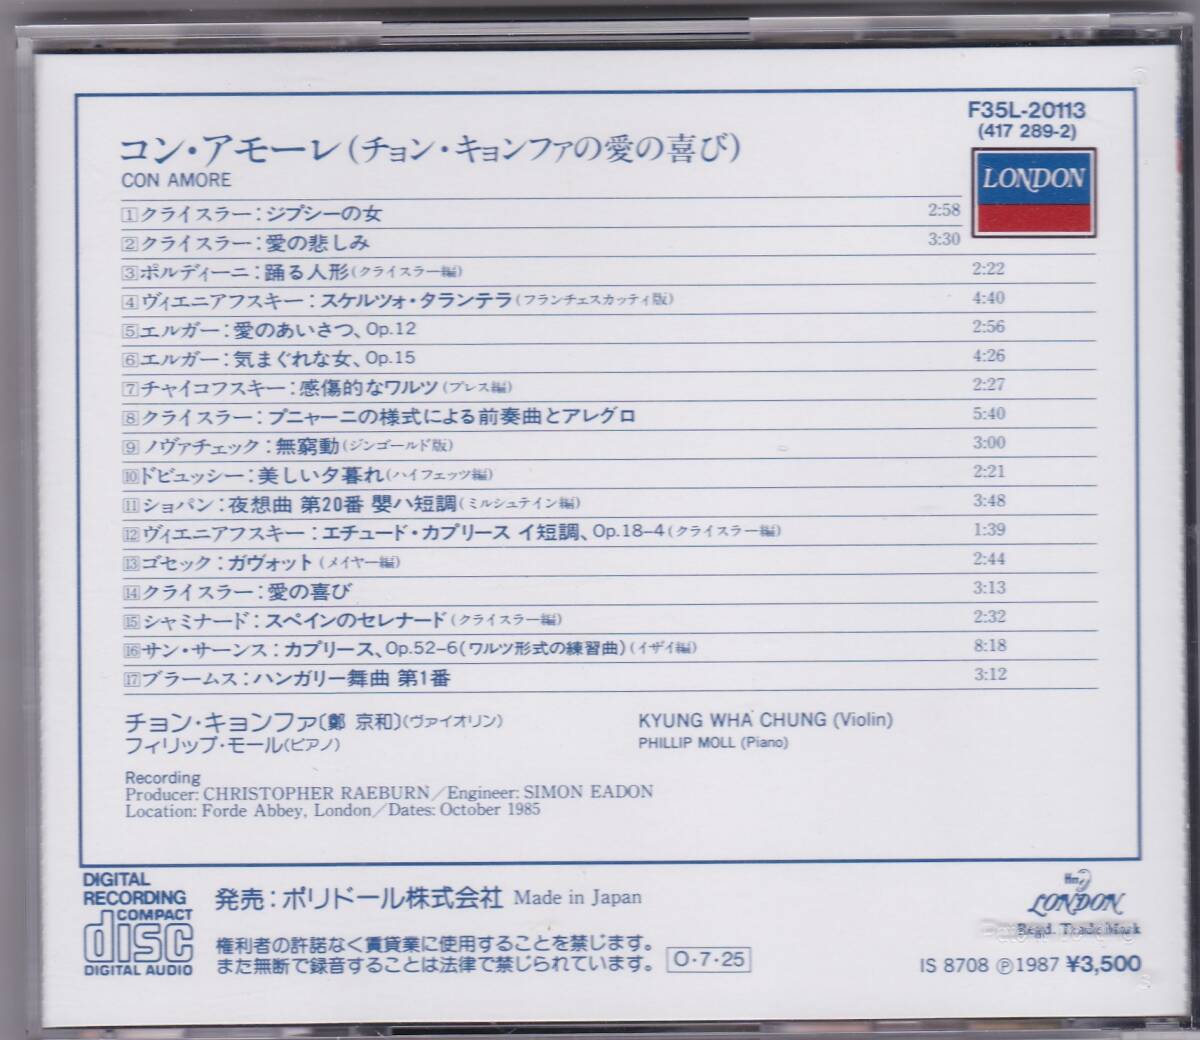 F35L-20113
(417 289-2)
LONDON
コン・アモーレ(チョン・キョンファの愛の喜び)
CON AMORE
1 クライスラー:ジプシーの女 2:58
2 クライスラー:愛の悲しみ 3:30
3 ポルディーニ:踊る人形(クライスラー編) 2:22
4 ヴィエニアフスキー:スケルツォ・タランテラ(フランチェスカッティ版) 4:40
5 エルガー:愛のあいさつ、Op.12 2:56
6 エルガー:気まぐれな女、Op.15 4:26
7 チャイコフスキー:感傷的なワルツ(プレス編) 2:27
8 クライスラー:プニャーニの様式による前奏曲とアレグロ 5:40
9 ノヴァチェック:無窮動(ジンゴールド版) 3:00
10 ドビュッシー:美しい夕暮れ(ハイフェッツ編) 2:21
11 ショパン:夜想曲 第20番 嬰ハ短調(ミルシュテイン編) 3:48
12 ヴィエニアフスキー:エチュード・カプリース イ短調、Op.18-4(クライスラー編) 1:39
13 ゴセック:ガヴォット(メイヤー編) 2:44
14 クライスラー:愛の喜び 3:13
15 シャミナード:スペインのセレナード(クライスラー編) 2:32
16 サン・サーンス:カプリース、Op.52-6(ワルツ形式の練習曲)(イザイ編) 8:18
17 ブラームス:ハンガリー舞曲 第1番 3:12
チョン・キョンファ〔鄭 京和〕(ヴァイオリン) KYUNG WHA CHUNG (Violin)
フィリップ・モール(ピアノ) PHILLIP MOLL (Piano)
Recording
Producer: CHRISTOPHER RAEBURN/Engineer: SIMON EADON
Location: Forde Abbey, London/Dates: October 1985
DIGITAL
RECORDING
COMPACT
disc
DIGITAL AUDIO
発売:ポリドール株式会社 Made in Japan
権利者の許諾なく賃貸業に使用することを禁じます。
また無断で録音することは法律で禁じられています。
O・7・25
LONDON
Regd. Trade Mark
IS 8708 ℗1987 ¥3,500